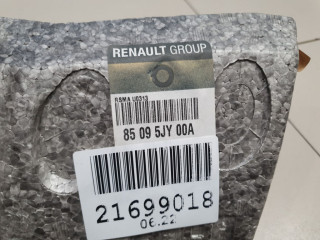 RENAULT GROUP
85 09 5JY 00A
21699018
06.22